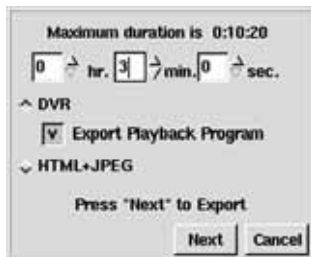 Maximum duration is 0:10:20
0 hr. 3 min. 0 sec.
DVR
v Export Playback Program
HTML+JPEG
Press "Next" to Export
Next Cancel